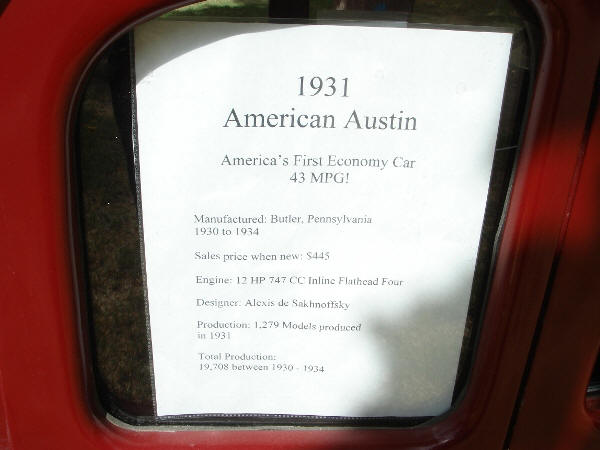 1931
American Austin
America's First Economy Car
43 MPG!
Manufactured: Butler, Pennsylvania
1930 to 1934
Sales price when new: $445
Engine: 12 HP 747 CC Inline Flathead Four
Designer: Alexis de Sakhnoffsky
Production: 1,279 Models produced
in 1931
Total Production:
19,708 between 1930 - 1934